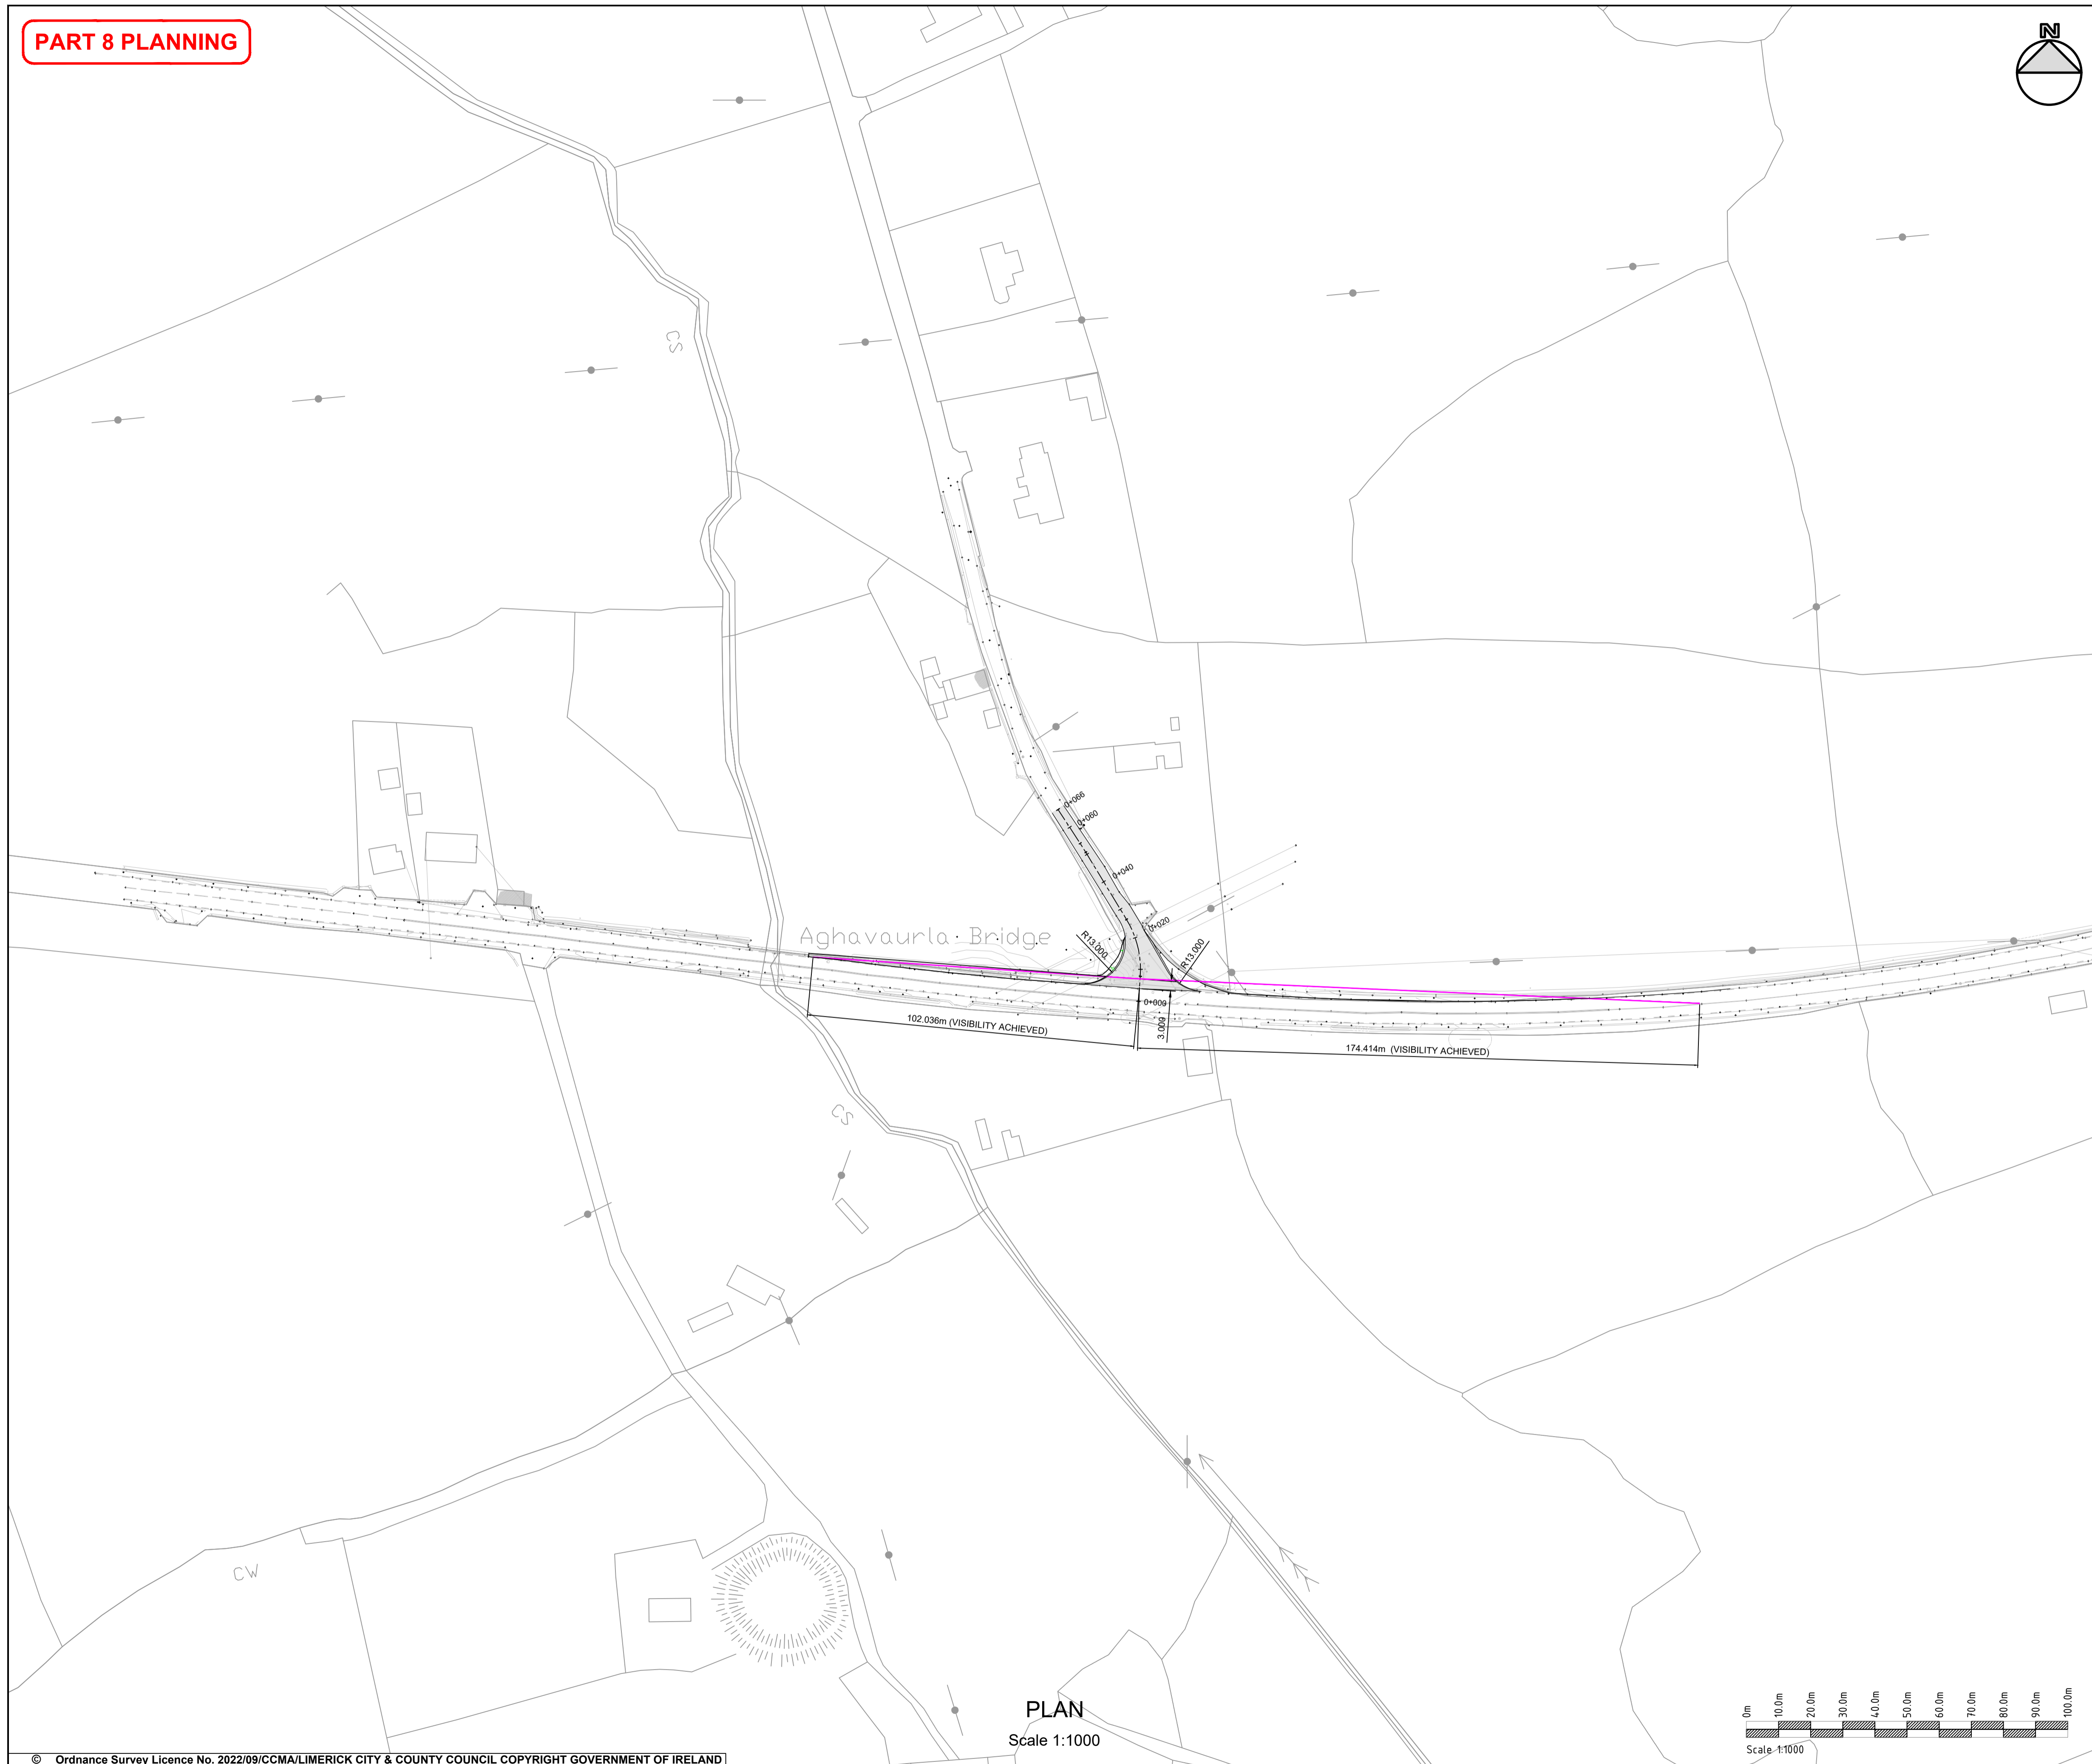 PART 8 PLANNING
N
CS
0+066
0+060
0+040
0+020
Aghavaurla Bridge
R13.000
R13.000
0+000
3.000
102.036m (VISIBILITY ACHIEVED)
174.414m (VISIBILITY ACHIEVED)
CS
CW
PLAN
Scale 1:1000
0m
10.0m
20.0m
30.0m
40.0m
50.0m
60.0m
70.0m
80.0m
90.0m
100.0m
Scale 1:1000
© Ordnance Survey Licence No. 2022/09/CCMA/LIMERICK CITY & COUNTY COUNCIL COPYRIGHT GOVERNMENT OF IRELAND